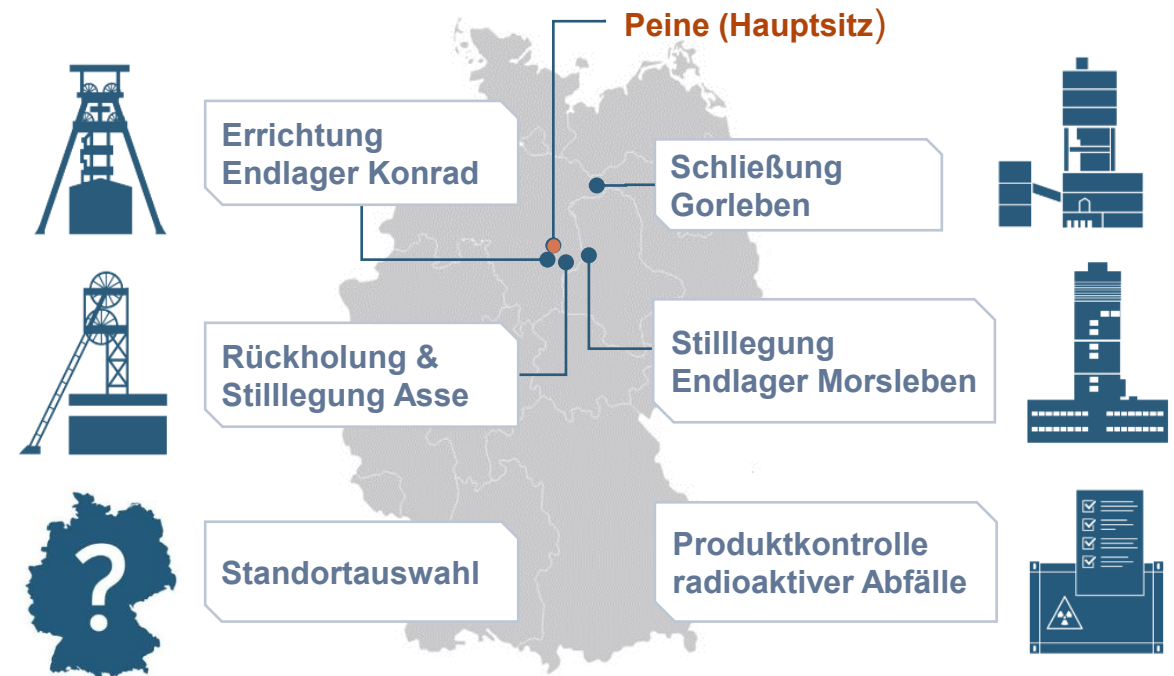 Peine (Hauptsitz)
Errichtung
Endlager Konrad
Schließung
Gorleben
Rückholung &
Stilllegung Asse
Stilllegung
Endlager Morsleben
Standortauswahl
Produktkontrolle
radioaktiver Abfälle
?